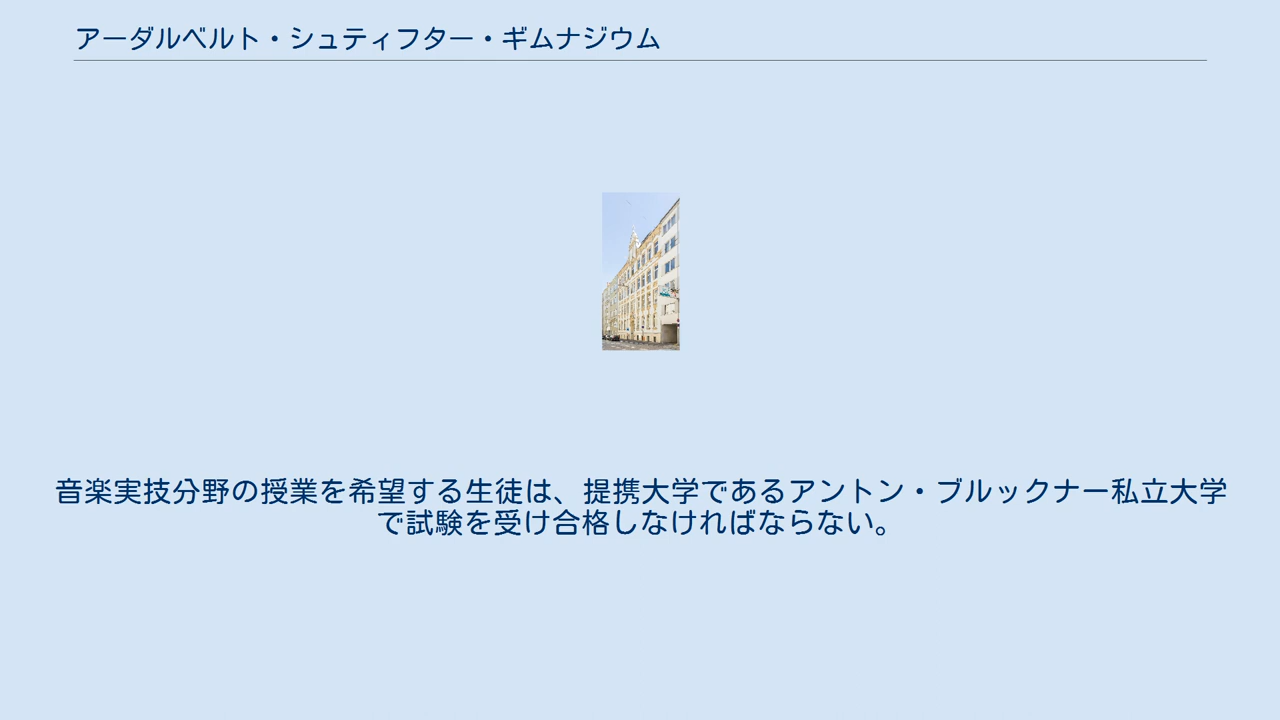 アーダルベルト・シュティフター・ギムナジウム
音楽実技分野の授業を希望する生徒は、提携大学であるアントン・ブルックナー私立大学
で試験を受け合格しなければならない。